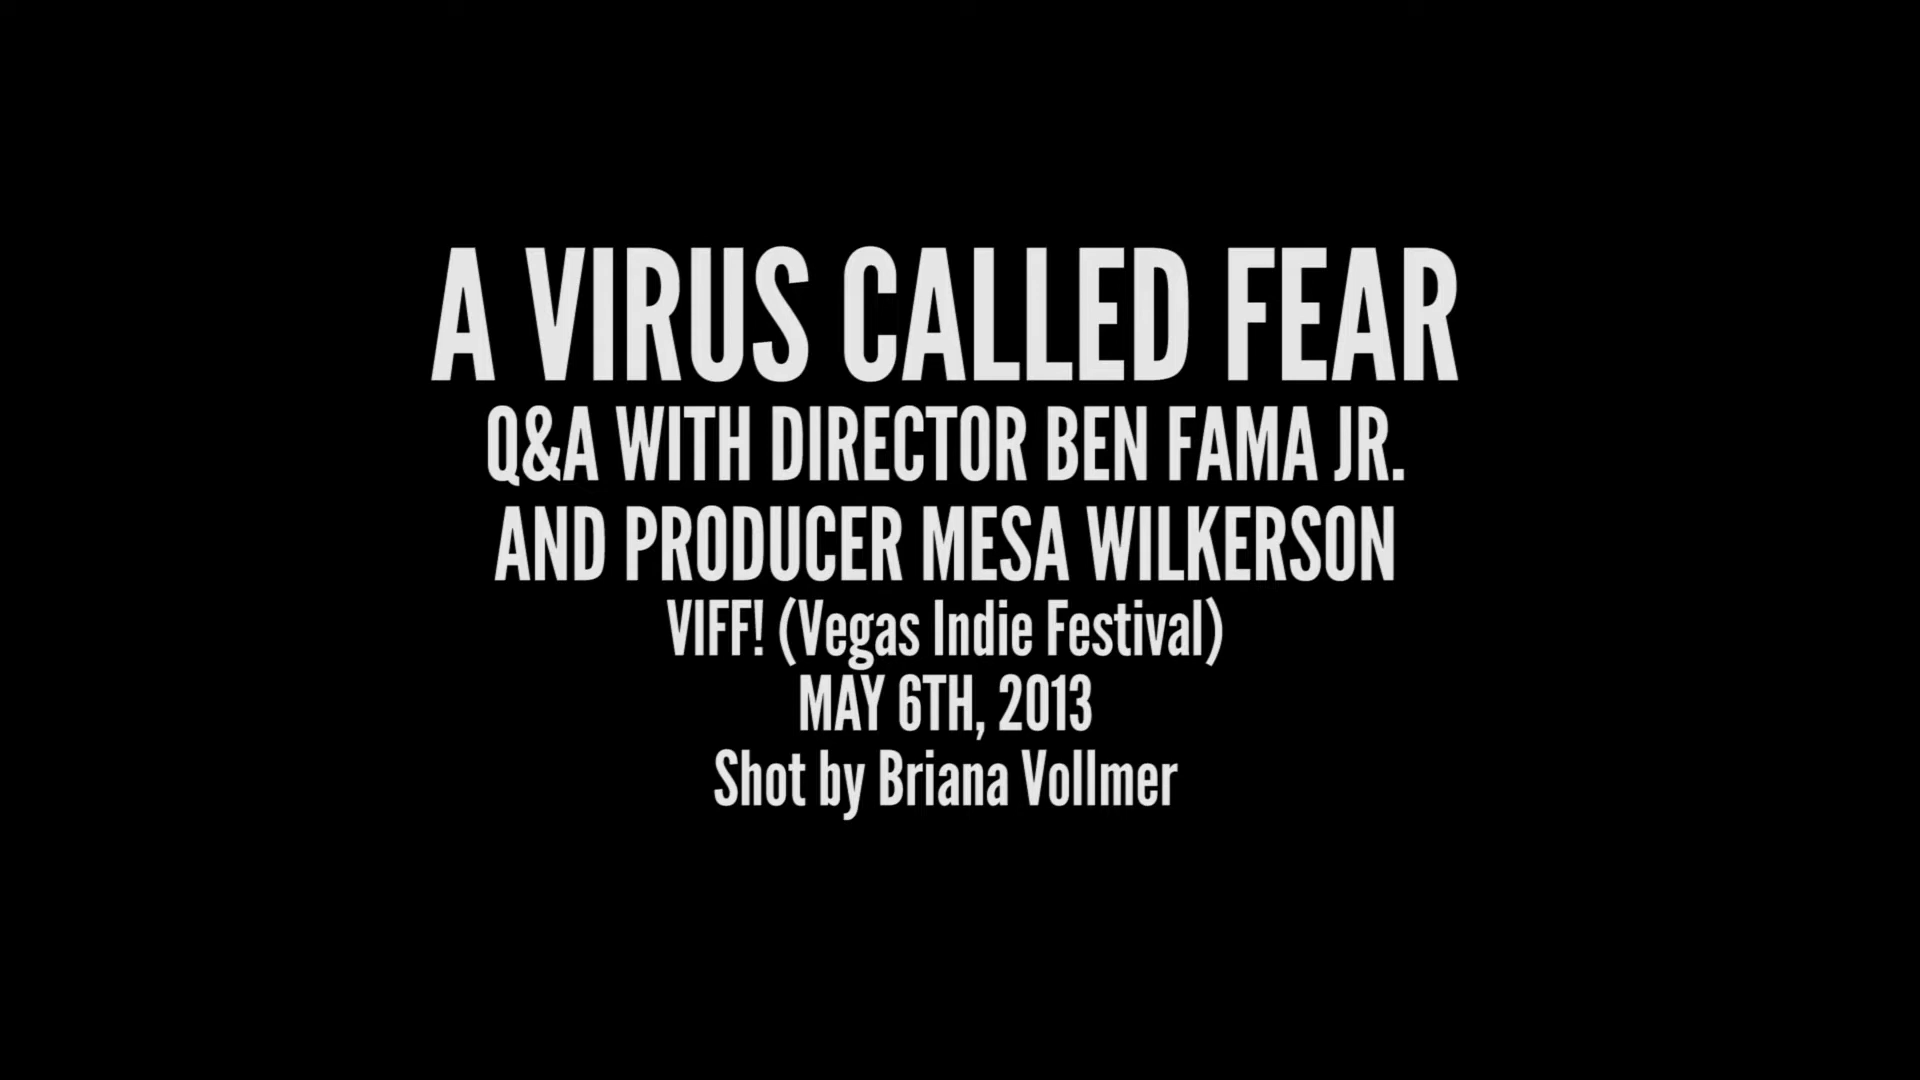 A VIRUS CALLED FEAR
Q&A WITH DIRECTOR BEN FAMA JR.
AND PRODUCER MESA WILKERSON
VIFF! (Vegas Indie Festival)
MAY 6TH, 2013
Shot by Briana Vollmer